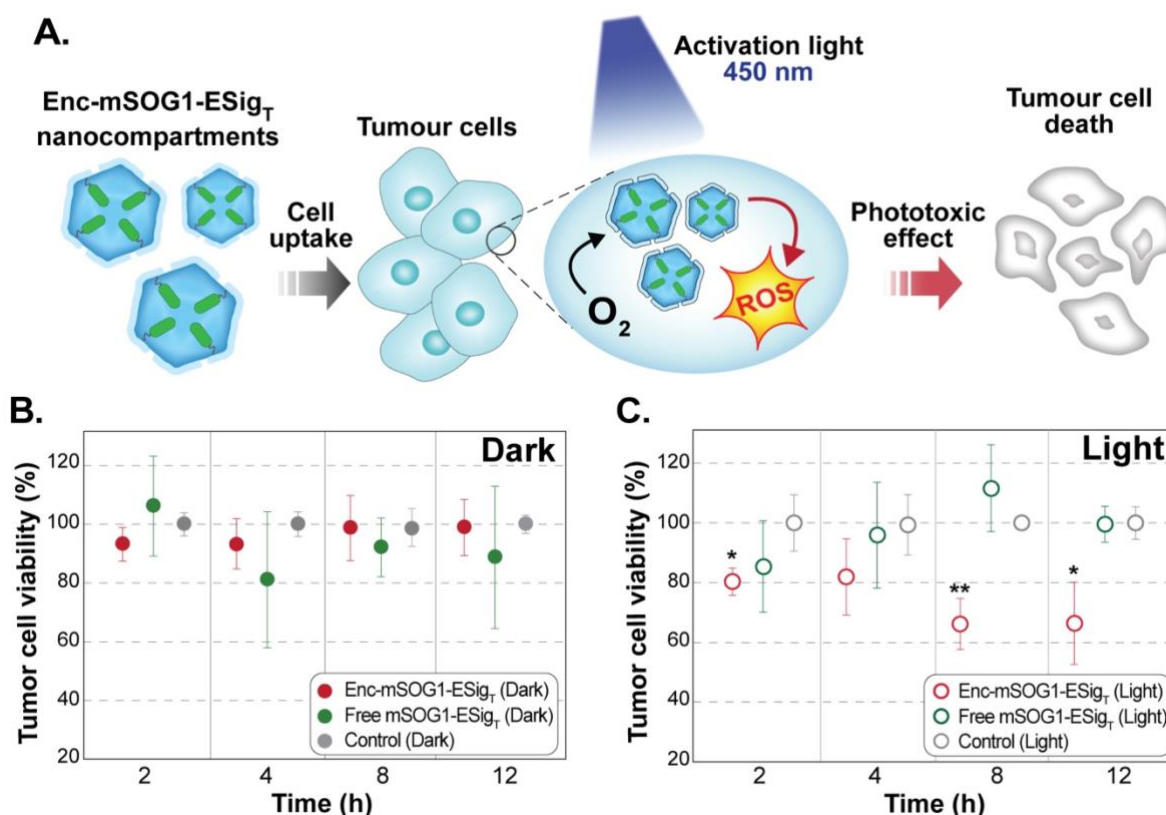 A.
Enc-mSOG1-ESigT
nanocompartments
Cell
uptake
Tumour cells
Activation light
450 nm
O2
ROS
Phototoxic
effect
Tumour cell
death
B.
Dark
Tumor cell viability (%)
120
100
80
60
40
20
Enc-mSOG1-ESigT (Dark)
Free mSOG1-ESigT (Dark)
Control (Dark)
2 4 8 12
Time (h)
C.
Light
Tumor cell viability (%)
120
100
80
60
40
20
*
**
*
Enc-mSOG1-ESigT (Light)
Free mSOG1-ESigT (Light)
Control (Light)
2 4 8 12
Time (h)